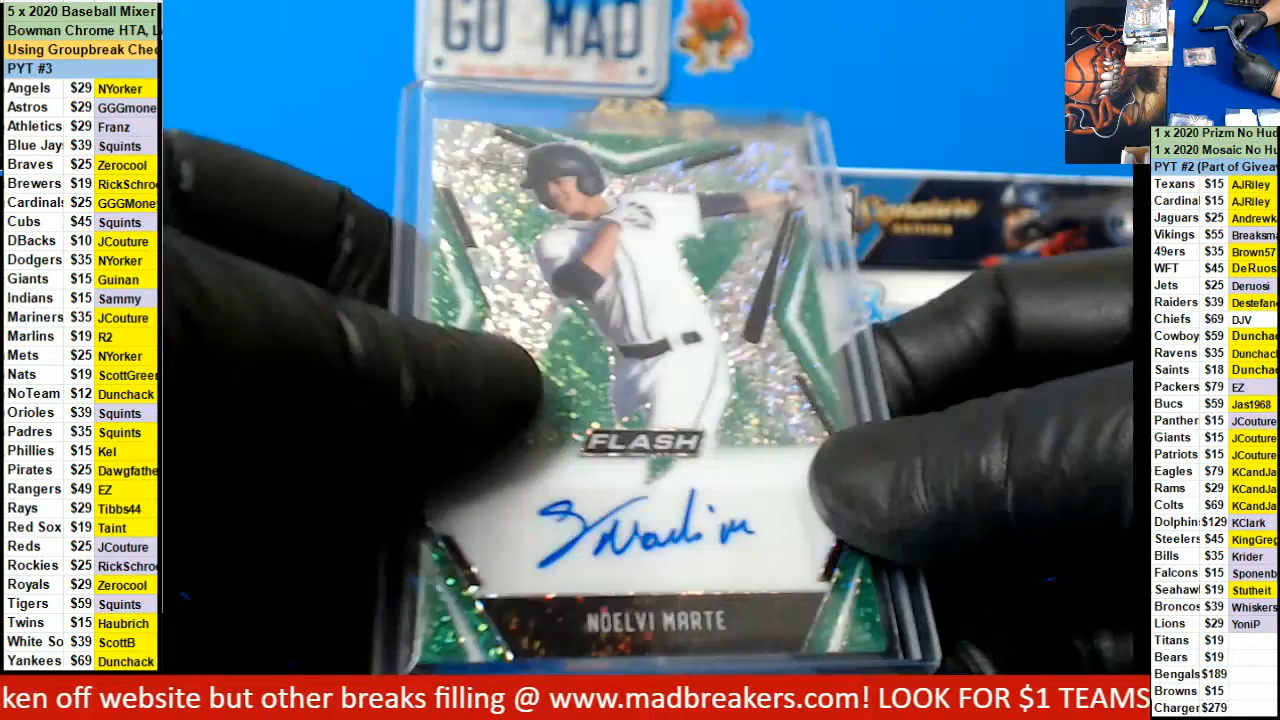 5 x 2020 Baseball Mixer
Bowman Chrome HTA, L
Using Groupbreak Chec
PYT #3
Angels $29 NYorker
Astros $29 GGGmone
Athletics $29 Franz
Blue Jay $39 Squints
Braves $25 Zerocool
Brewers $19 RickSchro
Cardinal $25 GGGMone
Cubs $45 Squints
DBacks $10 JCouture
Dodgers $35 NYorker
Giants $15 Guinan
Indians $15 Sammy
Mariners $35 JCouture
Marlins $19 R2
Mets $25 NYorker
Nats $19 ScottGree
NoTeam $12 Dunchack
Orioles $39 Squints
Padres $35 Squints
Phillies $15 Kel
Pirates $25 Dawgfathe
Rangers $49 EZ
Rays $29 Tibbs44
Red Sox $19 Taint
Reds $25 JCouture
Rockies $25 RickSchro
Royals $29 Zerocool
Tigers $59 Squints
Twins $15 Haubrich
White So $39 ScottB
Yankees $69 Dunchack
GO MAD
Signature
SERIES
FLASH
NOELVI MARTE
1 x 2020 Prizm No Hud
1 x 2020 Mosaic No Hu
PYT #2 (Part of Giveav
Texans $15 AJRiley
Cardinal $15 AJRiley
Jaguars $25 Andrewk
Vikings $55 Breaksma
49ers $35 Brown57
WFT $45 DeRuos
Jets $25 Deruosi
Raiders $39 Destefan
Chiefs $69 DJV
Cowboy $59 Dunchac
Ravens $35 Dunchac
Saints $18 Dunchac
Packers $79 EZ
Bucs $59 Jas1968
Panther $15 JCouture
Giants $15 JCouture
Patriots $15 JCouture
Eagles $79 KCandJa
Rams $29 KCandJa
Colts $69 KCandJa
Dolphin $129 KClark
Steelers $45 KingGreg
Bills $35 Krider
Falcons $15 Sponenb
Seahaw $19 Stutheit
Broncos $39 Whiskers
Lions $29 YoniP
Titans $19
Bears $19
Bengals $189
Browns $15
Charger $279
ken off website but other breaks filling @ www.madbreakers.com! LOOK FOR $1 TEAMS